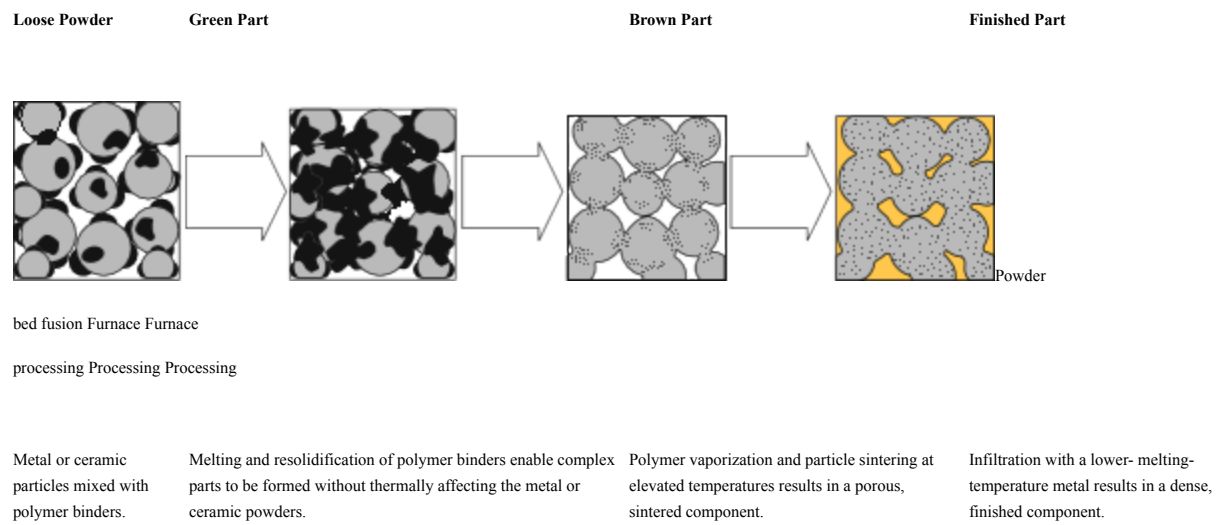 Loose Powder Green Part Brown Part Finished Part
Powder
bed fusion Furnace Furnace
processing Processing Processing
Metal or ceramic
particles mixed with
polymer binders.
Melting and resolidification of polymer binders enable complex
parts to be formed without thermally affecting the metal or
ceramic powders.
Polymer vaporization and particle sintering at
elevated temperatures results in a porous,
sintered component.
Infiltration with a lower- melting-
temperature metal results in a dense,
finished component.